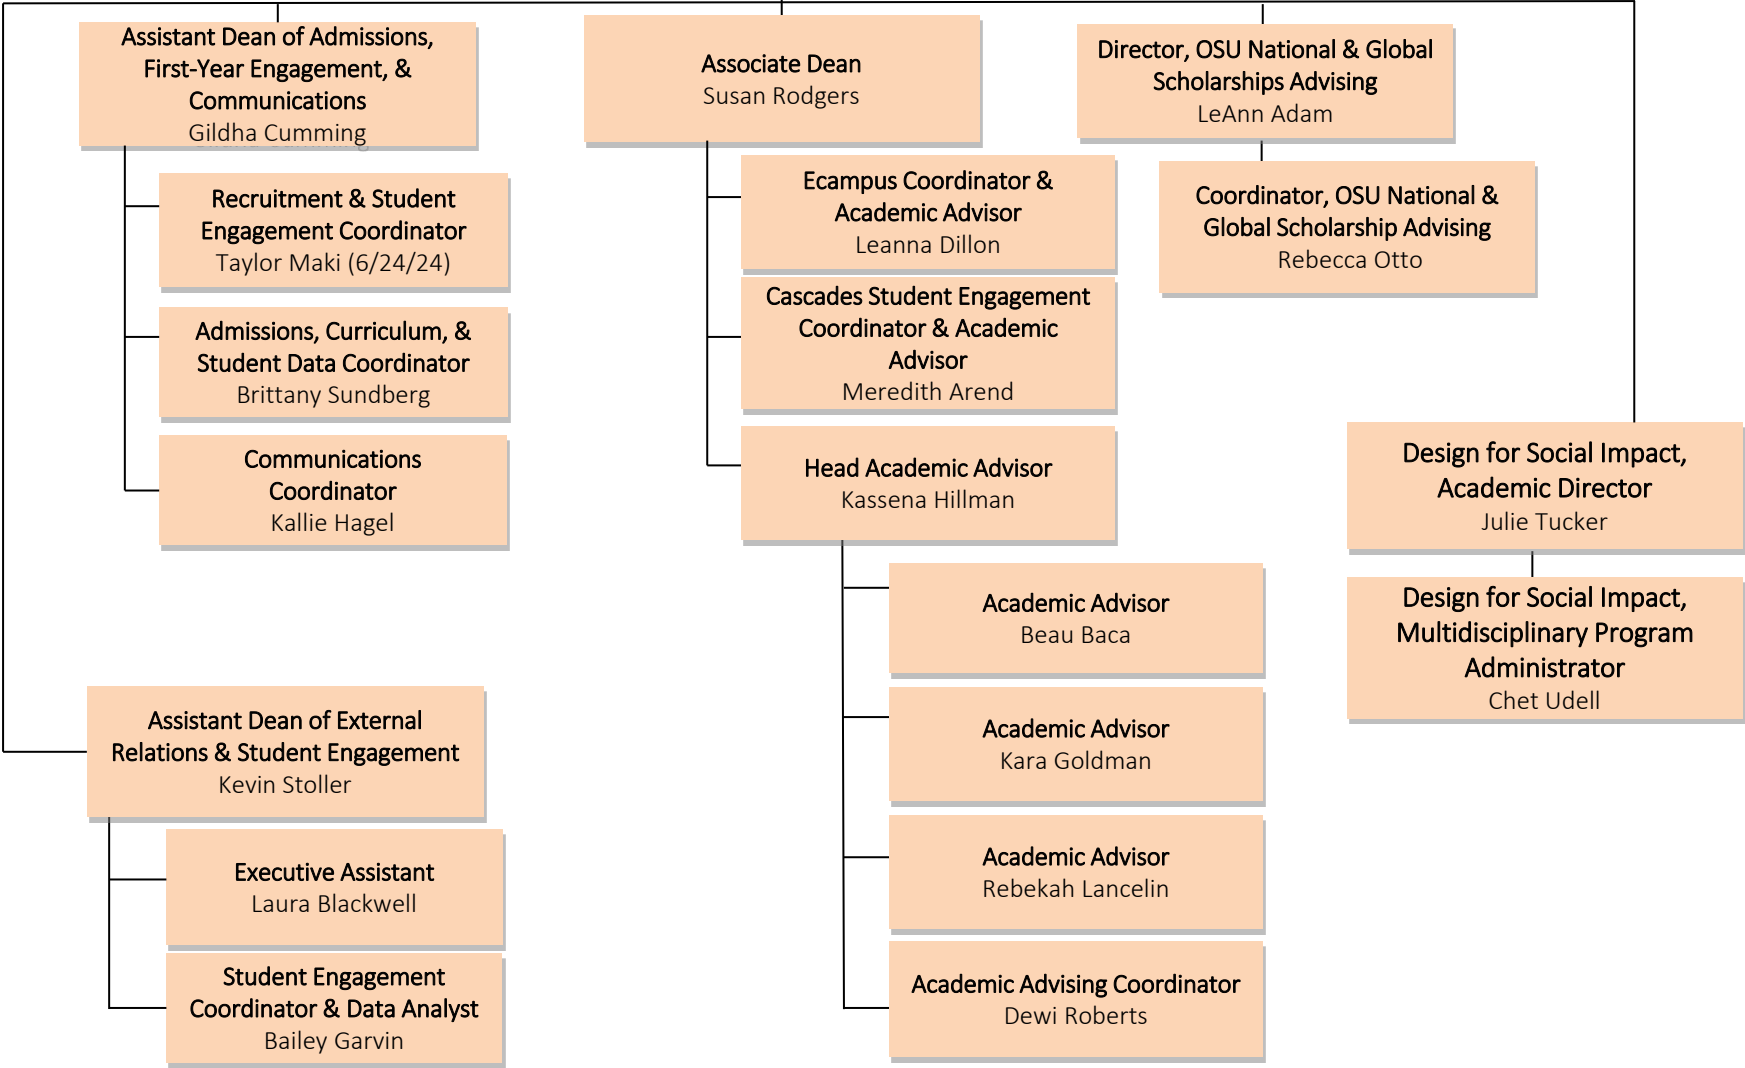 Assistant Dean of Admissions,
First-Year Engagement, &
Communications
Gildha Cumming
Recruitment & Student
Engagement Coordinator
Taylor Maki (6/24/24)
Admissions, Curriculum, &
Student Data Coordinator
Brittany Sundberg
Communications
Coordinator
Kallie Hagel
Assistant Dean of External
Relations & Student Engagement
Kevin Stoller
Executive Assistant
Laura Blackwell
Student Engagement
Coordinator & Data Analyst
Bailey Garvin
Associate Dean
Susan Rodgers
Ecampus Coordinator &
Academic Advisor
Leanna Dillon
Cascades Student Engagement
Coordinator & Academic
Advisor
Meredith Arend
Head Academic Advisor
Kassena Hillman
Academic Advisor
Beau Baca
Academic Advisor
Kara Goldman
Academic Advisor
Rebekah Lancelin
Academic Advising Coordinator
Dewi Roberts
Director, OSU National & Global
Scholarships Advising
LeAnn Adam
Coordinator, OSU National &
Global Scholarship Advising
Rebecca Otto
Design for Social Impact,
Academic Director
Julie Tucker
Design for Social Impact,
Multidisciplinary Program
Administrator
Chet Udell